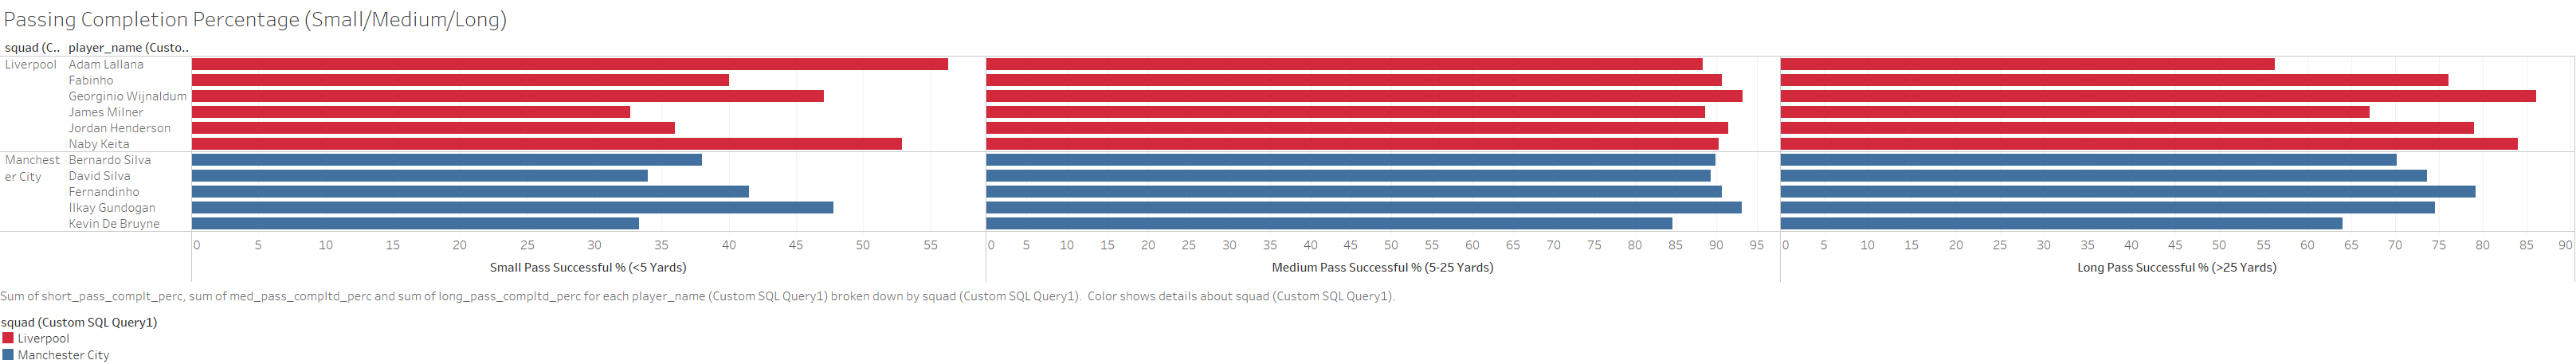 Passing Completion Percentage (Small/Medium/Long)
squad (C.. player_name (Custo..
Liverpool Adam Lallana
Fabinho
Georginio Wijnaldum
James Milner
Jordan Henderson
Naby Keita
Manchest Bernardo Silva
er City David Silva
Fernandinho
Ilkay Gundogan
Kevin De Bruyne
0 5 10 15 20 25 30 35 40 45 50 55 0 5 10 15 20 25 30 35 40 45 50 55 60 65 70 75 80 85 90 95 0 5 10 15 20 25 30 35 40 45 50 55 60 65 70 75 80 85 90
Small Pass Successful % (<5 Yards) Medium Pass Successful % (5-25 Yards) Long Pass Successful % (>25 Yards)
Sum of short_pass_complt_perc, sum of med_pass_compltd_perc and sum of long_pass_compltd_perc for each player_name (Custom SQL Query1) broken down by squad (Custom SQL Query1). Color shows details about squad (Custom SQL Query1).
squad (Custom SQL Query1)
Liverpool
Manchester City